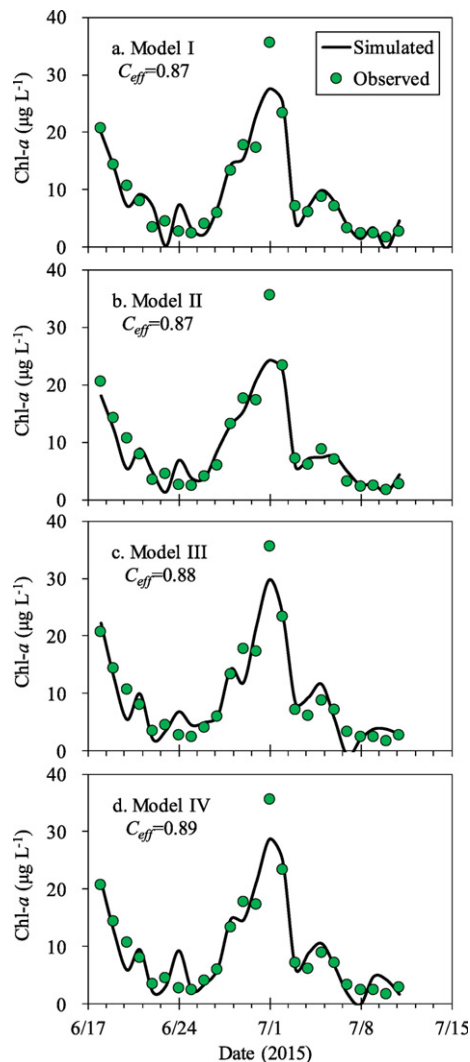 40
30
20
10
0
Chl-a (µg L-1)
a. Model I
Ceff=0.87
Simulated
Observed
40
30
20
10
0
Chl-a (µg L-1)
b. Model II
Ceff=0.87
40
30
20
10
0
Chl-a (µg L-1)
c. Model III
Ceff=0.88
40
30
20
10
0
Chl-a (µg L-1)
d. Model IV
Ceff=0.89
6/17 6/24 7/1 7/8 7/15
Date (2015)